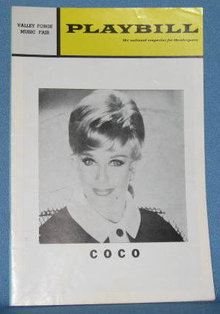 VALLEY FORGE
MUSIC FAIR
PLAYBILL
the national magazine for theatregoers
COCO